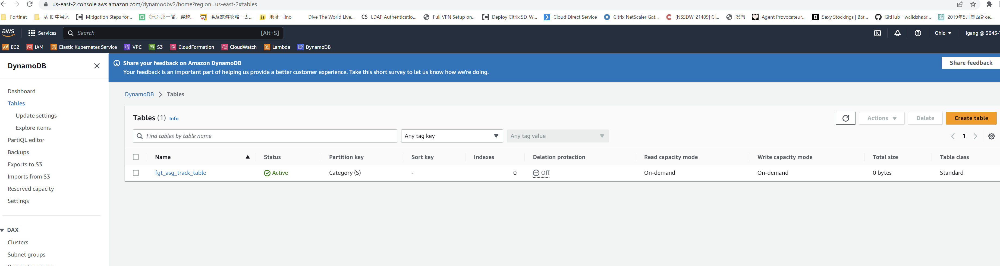 us-east-2.console.aws.amazon.com/dynamodbv2/home?region=us-east-2#tables
Fortinet 从 IE 中导入 Mitigation Steps for... 《只为那一瞥，穿越... 埃及旅游攻略 - 去... 地址 - lino Dive The World Live... CS LDAP Authenticatio... Full VPN Setup on... Deploy Citrix SD-W... Cloud Direct Service Citrix NetScaler Gat... [NSSDW-21409] Cl... 发布 Agent Provocateur... Sexy Stockings | Bar... GitHub - walidshaar... 2019年5月墨西哥ce...
aws Services Search [Alt+S] Ohio lgang @ 3645-
EC2 IAM Elastic Kubernetes Service VPC S3 CloudFormation CloudWatch Lambda DynamoDB
DynamoDB
Share your feedback on Amazon DynamoDB
Your feedback is an important part of helping us provide a better customer experience. Take this short survey to let us know how we're doing.
Share feedback
Dashboard
Tables
Update settings
Explore items
PartiQL editor
Backups
Exports to S3
Imports from S3
Reserved capacity
Settings
DAX
Clusters
Subnet groups
DynamoDB > Tables
Tables (1) Info
Actions Delete Create table
Find tables by table name Any tag key Any tag value 1
Name Status Partition key Sort key Indexes Deletion protection Read capacity mode Write capacity mode Total size Table class
fgt_asg_track_table Active Category (S) - 0 Off On-demand On-demand 0 bytes Standard